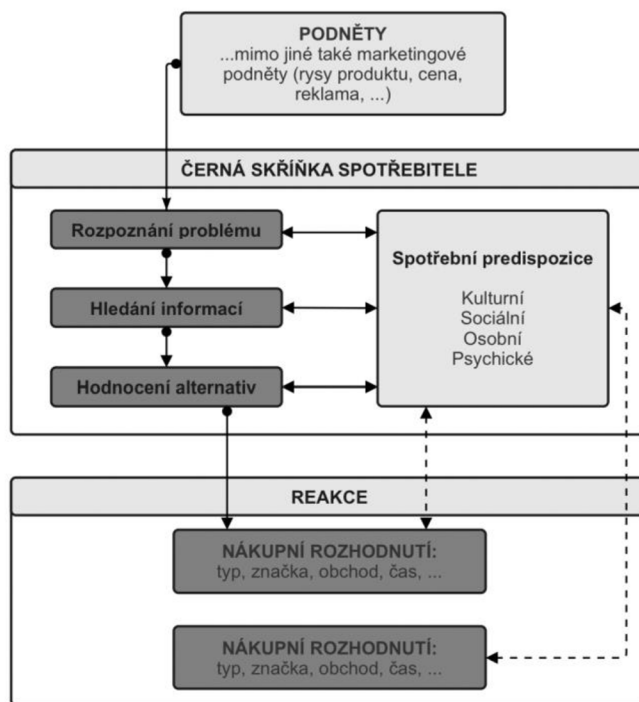 PODNĚTY
...mimo jiné také marketingové
podněty (rysy produktu, cena,
reklama, ...)
ČERNÁ SKŘÍŇKA SPOTŘEBITELE
Rozpoznání problému
Hledání informací
Hodnocení alternativ
Spotřební predispozice
Kulturní
Sociální
Osobní
Psychické
REAKCE
NÁKUPNÍ ROZHODNUTÍ:
typ, značka, obchod, čas, ...
NÁKUPNÍ ROZHODNUTÍ:
typ, značka, obchod, čas, ...